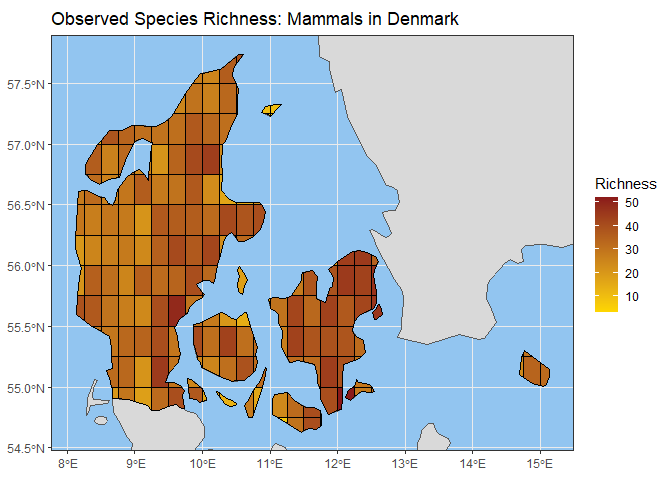 Observed Species Richness: Mammals in Denmark
57.5°N
57.0°N
56.5°N
56.0°N
55.5°N
55.0°N
54.5°N
8°E 9°E 10°E 11°E 12°E 13°E 14°E 15°E
Richness
50
40
30
20
10